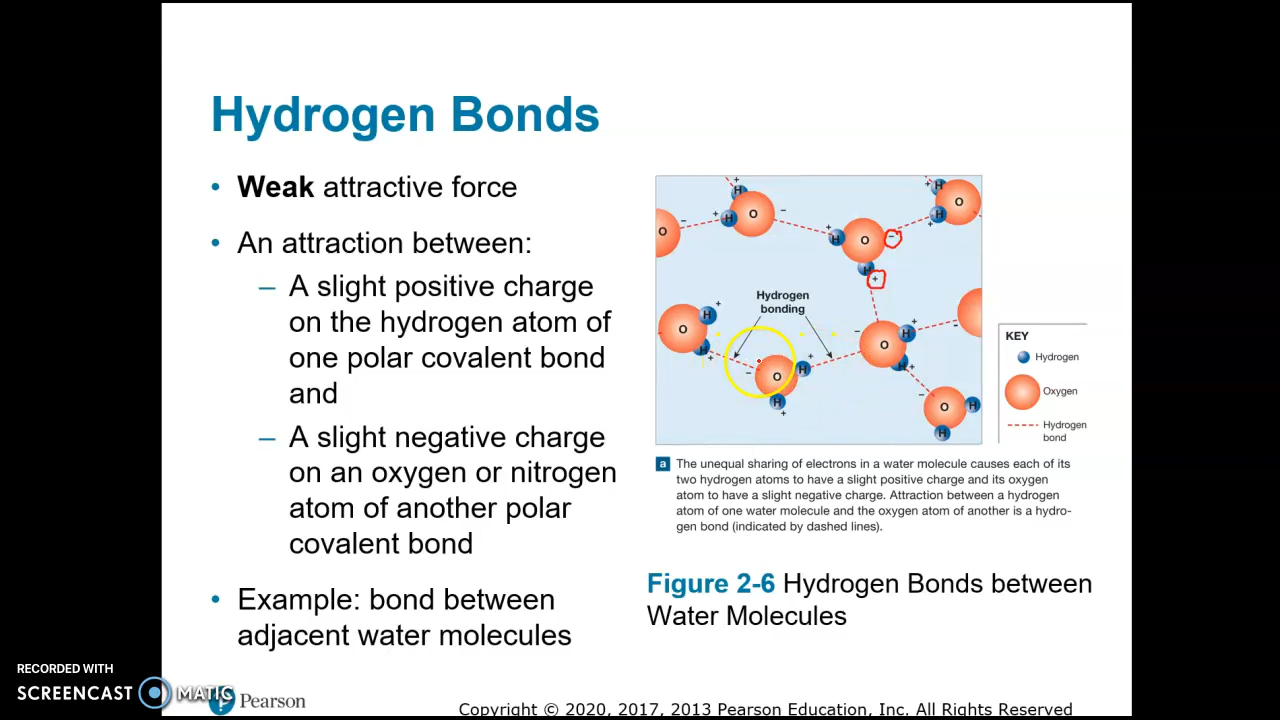 Hydrogen Bonds
• Weak attractive force
• An attraction between:
– A slight positive charge
on the hydrogen atom of
one polar covalent bond
and
– A slight negative charge
on an oxygen or nitrogen
atom of another polar
covalent bond
• Example: bond between
adjacent water molecules
Hydrogen
bonding
KEY
Hydrogen
Oxygen
Hydrogen
bond
a The unequal sharing of electrons in a water molecule causes each of its
two hydrogen atoms to have a slight positive charge and its oxygen
atom to have a slight negative charge. Attraction between a hydrogen
atom of one water molecule and the oxygen atom of another is a hydro-
gen bond (indicated by dashed lines).
Figure 2-6 Hydrogen Bonds between
Water Molecules
RECORDED WITH
SCREENCAST MATIC
Pearson
Copyright © 2020, 2017, 2013 Pearson Education, Inc. All Rights Reserved